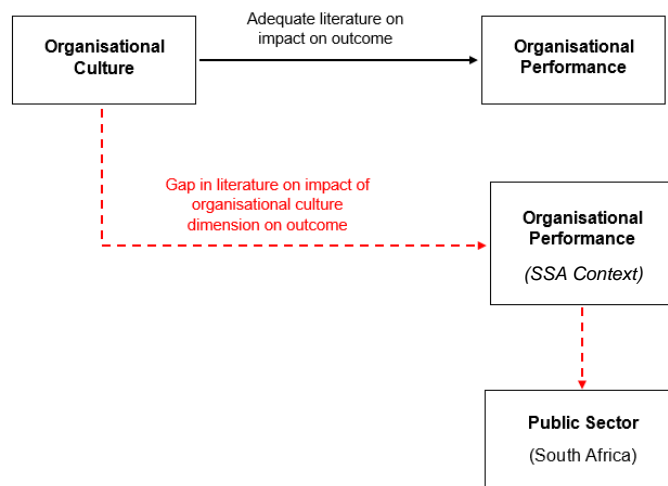 Adequate literature on
impact on outcome
Organisational
Culture
Organisational
Performance
Gap in literature on impact of
organisational culture
dimension on outcome
Organisational
Performance
(SSA Context)
Public Sector
(South Africa)